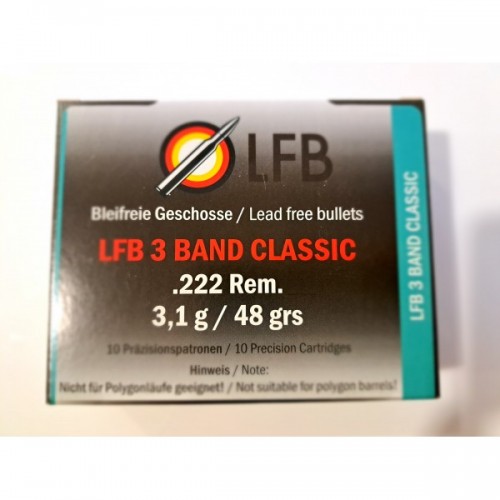 LFB
Bleifreie Geschosse / Lead free bullets
LFB 3 BAND CLASSIC
.222 Rem.
3,1 g / 48 grs
10 Präzisionspatronen / 10 Precision Cartridges
Hinweis / Note:
Nicht für Polygonläufe geeignet! / Not suitable for polygon barrels!
LFB 3 BAND CLASSIC